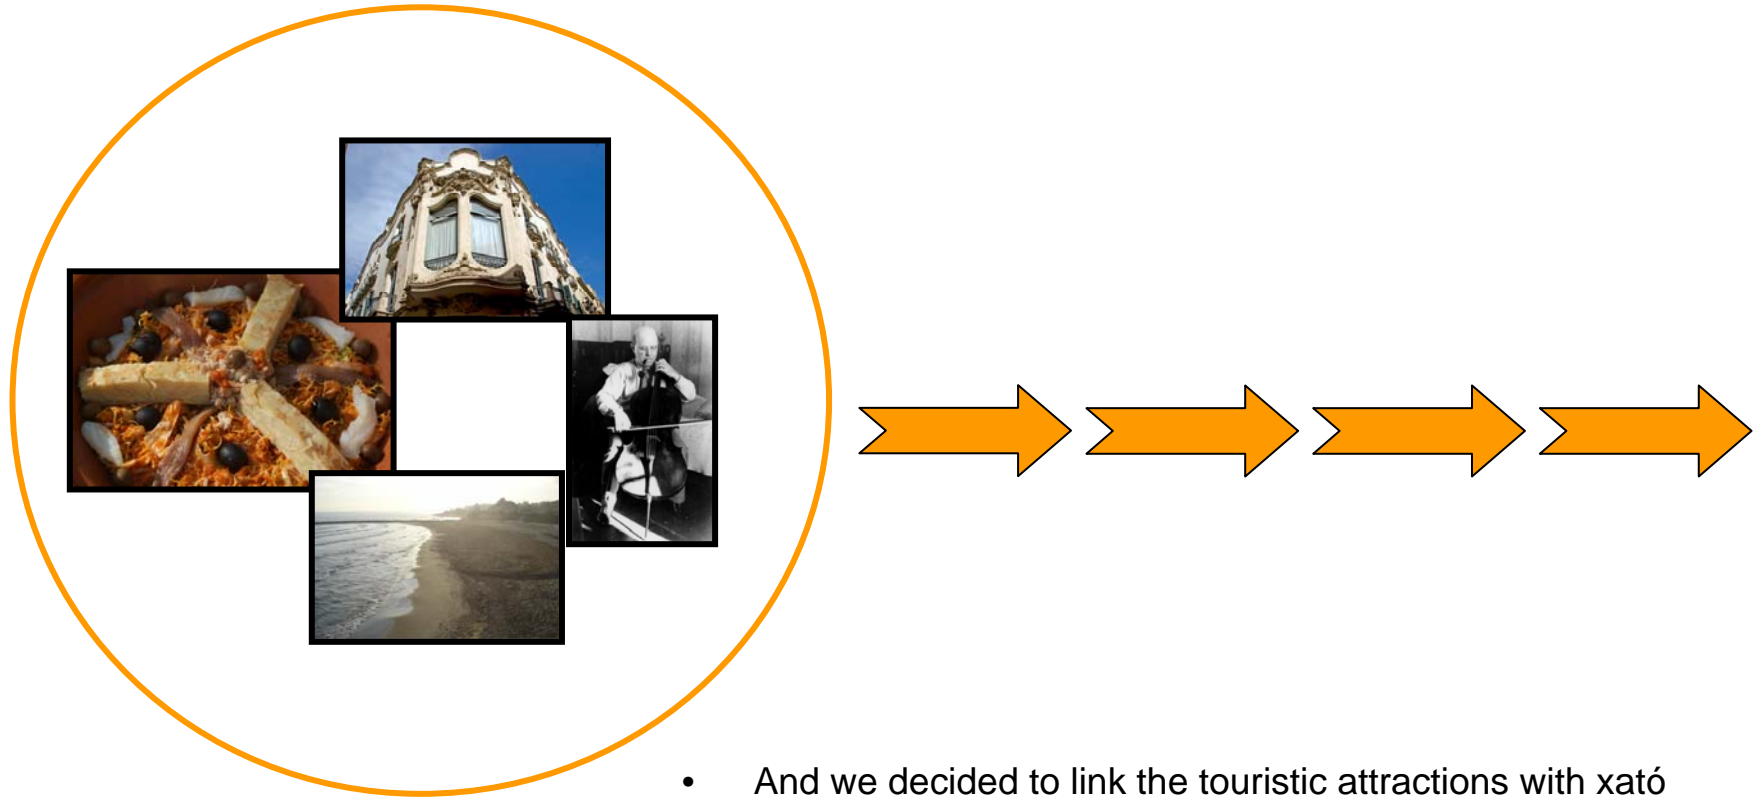 • And we decided to link the touristic attractions with xató